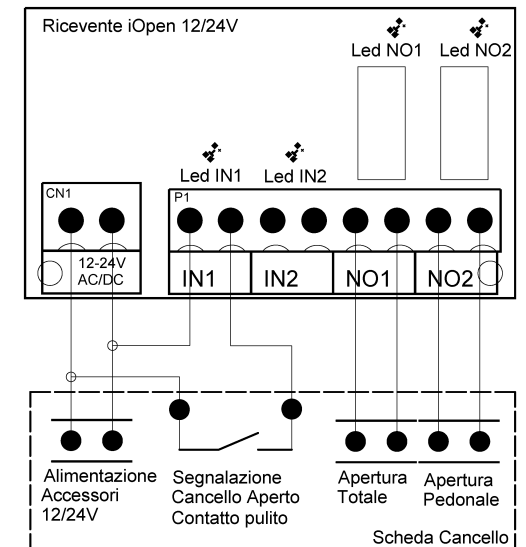 Ricevente iOpen 12/24V
Led NO1
Led NO2
Led IN1
Led IN2
CN1
P1
12-24V
AC/DC
IN1
IN2
NO1
NO2
Alimentazione
Accessori
12/24V
Segnalazione
Cancello Aperto
Contatto pulito
Apertura
Totale
Apertura
Pedonale
Scheda Cancello